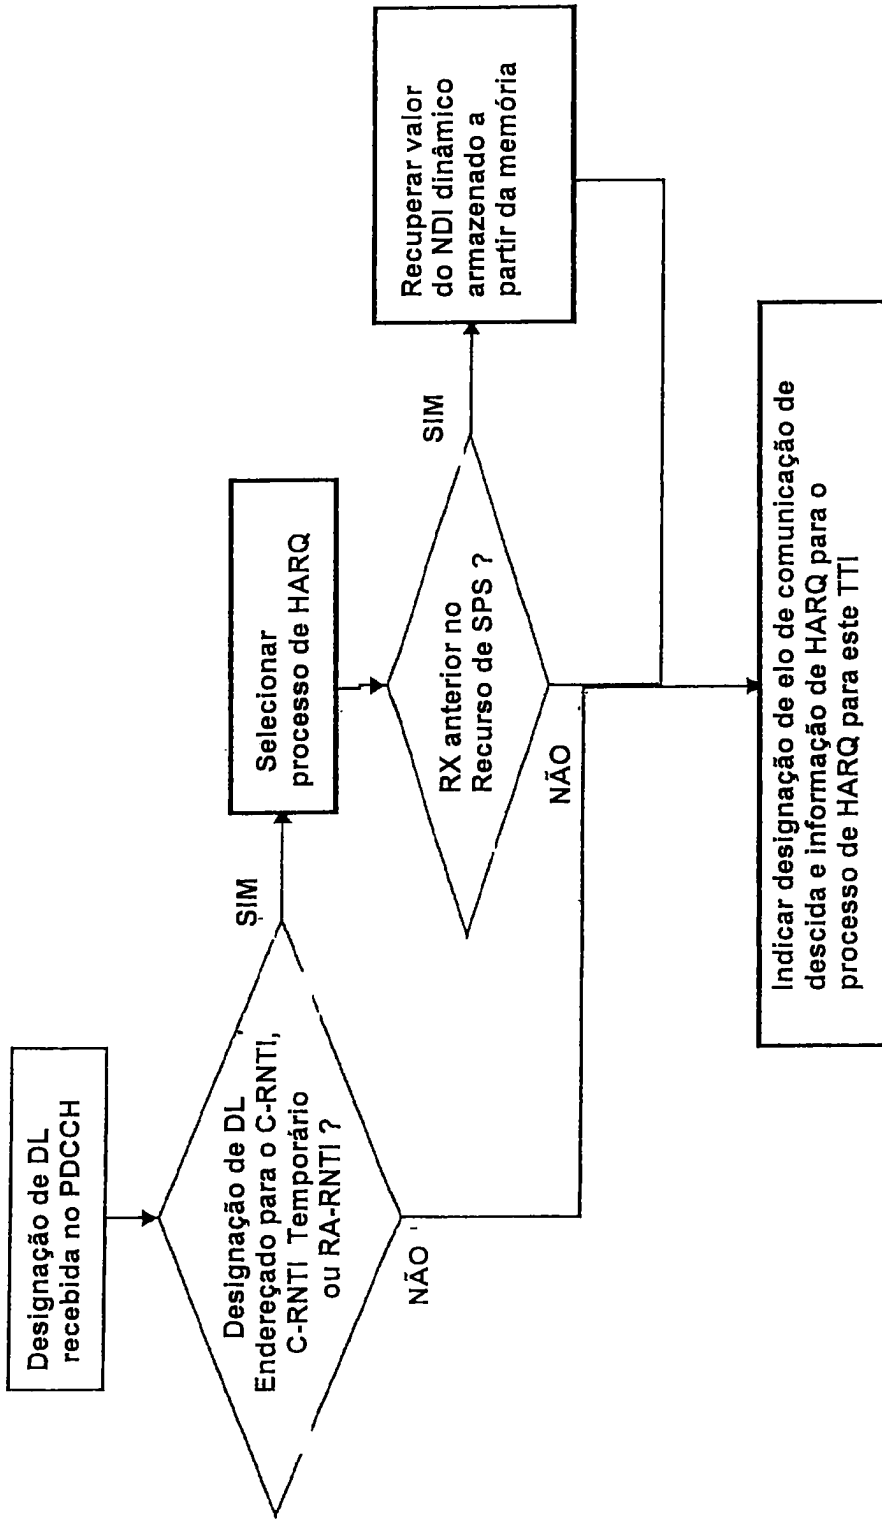 Designação de DL
recebida no PDCCH
Designação de DL
Endereçado para o C-RNTI,
C-RNTI Temporário
ou RA-RNTI ?
SIM
NÃO
Selecionar
processo de HARQ
RX anterior no
Recurso de SPS ?
SIM
NÃO
Recuperar valor
do NDI dinâmico
armazenado a
partir da memória
Indicar designação de elo de comunicação de
descida e informação de HARQ para o
processo de HARQ para este TTI